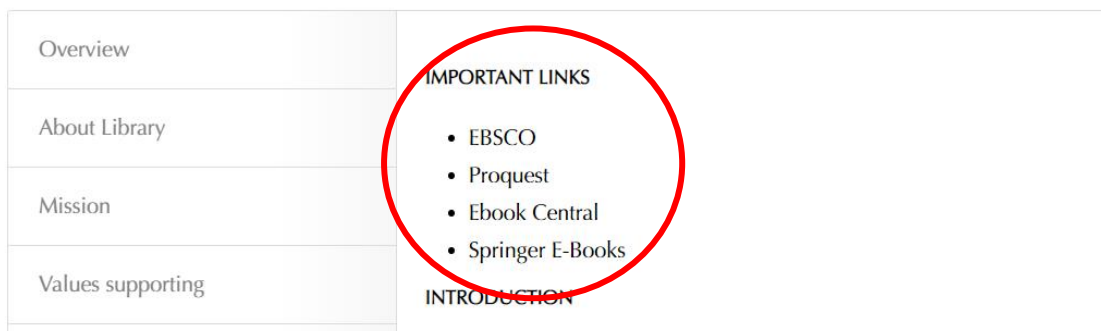 Overview
About Library
Mission
Values supporting
IMPORTANT LINKS
• EBSCO
• Proquest
• Ebook Central
• Springer E-Books
INTRODUCTION